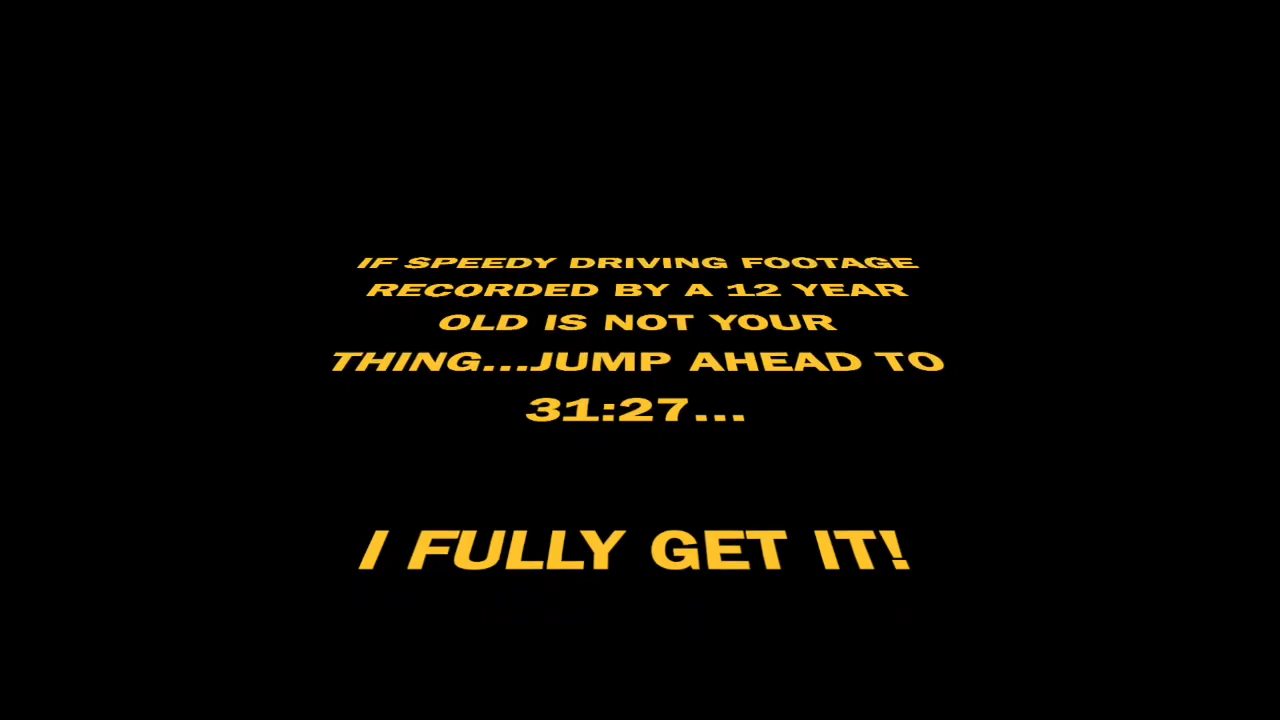 IF SPEEDY DRIVING FOOTAGE
RECORDED BY A 12 YEAR
OLD IS NOT YOUR
THING...JUMP AHEAD TO
31:27...
I FULLY GET IT!